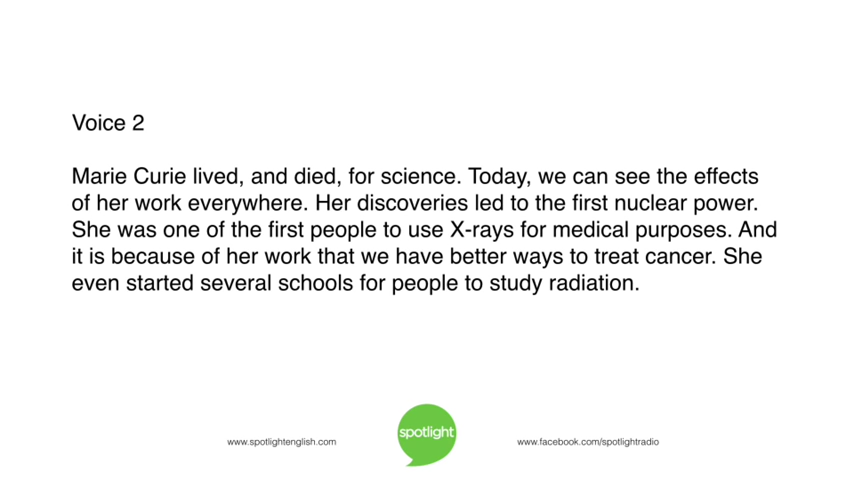 Voice 2
Marie Curie lived, and died, for science. Today, we can see the effects
of her work everywhere. Her discoveries led to the first nuclear power.
She was one of the first people to use X-rays for medical purposes. And
it is because of her work that we have better ways to treat cancer. She
even started several schools for people to study radiation.
spotlight
www.spotlightenglish.com
www.facebook.com/spotlightradio